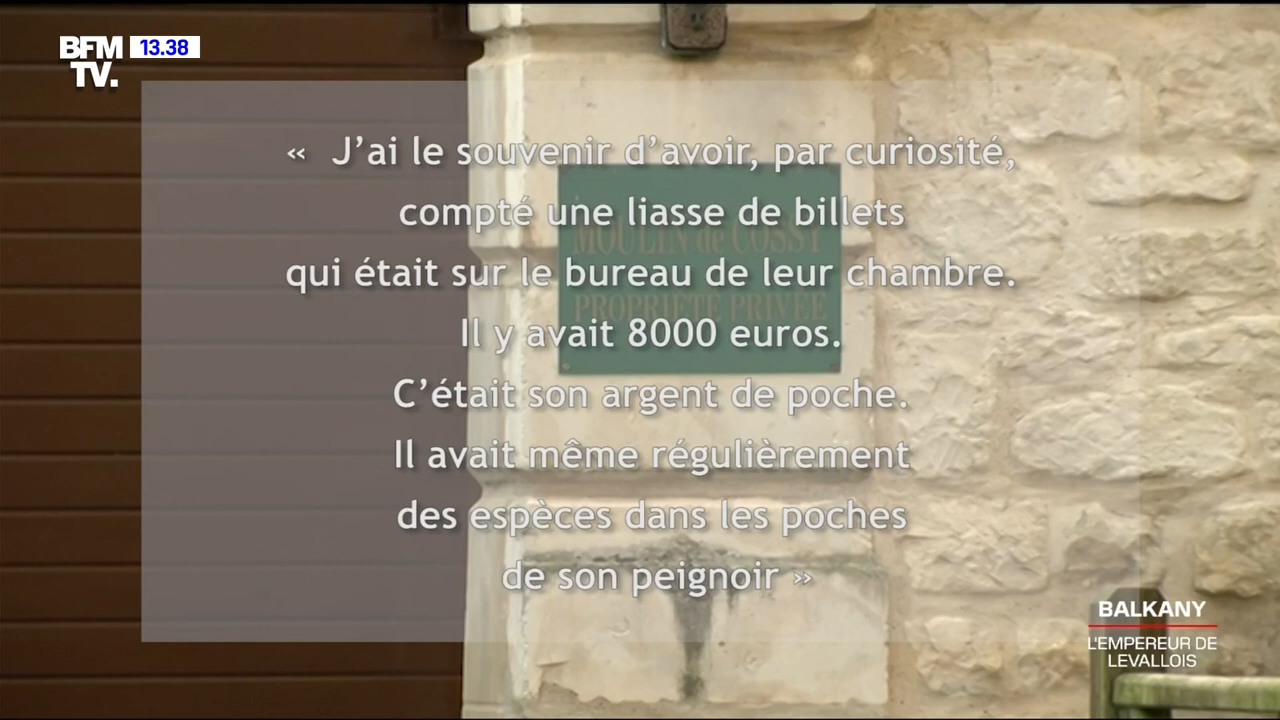 BFM 13.38
TV.
«  J’ai le souvenir d’avoir, par curiosité,
compté une liasse de billets
MOULIN de COSSY
qui était sur le bureau de leur chambre.
PROPRIETE PRIVEE
Il y avait 8000 euros.
C’était son argent de poche.
Il avait même régulièrement
des espèces dans les poches
de son peignoir »
BALKANY
L'EMPEREUR DE
LEVALLOIS